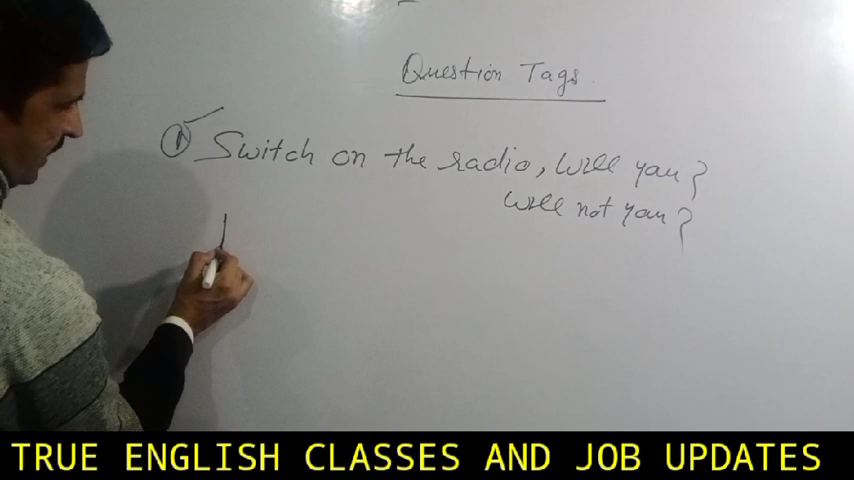 Question Tags.
① Switch on the radio, will you?
will not you?
TRUE ENGLISH CLASSES AND JOB UPDATES